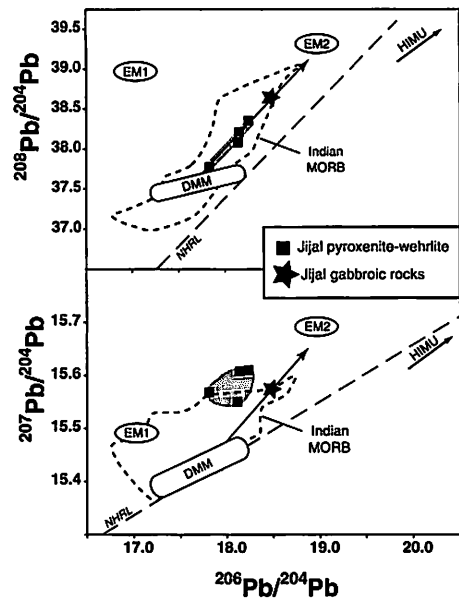 39.5
39.0
38.5
38.0
37.5
37.0
208Pb/204Pb
EM1
EM2
HIMU
Indian
MORB
DMM
NHRL
Jijal pyroxenite-wehrlite
Jijal gabbroic rocks
15.7
15.6
15.5
15.4
207Pb/204Pb
EM2
HIMU
EM1
Indian
MORB
DMM
NHRL
17.0 18.0 19.0 20.0
206Pb/204Pb